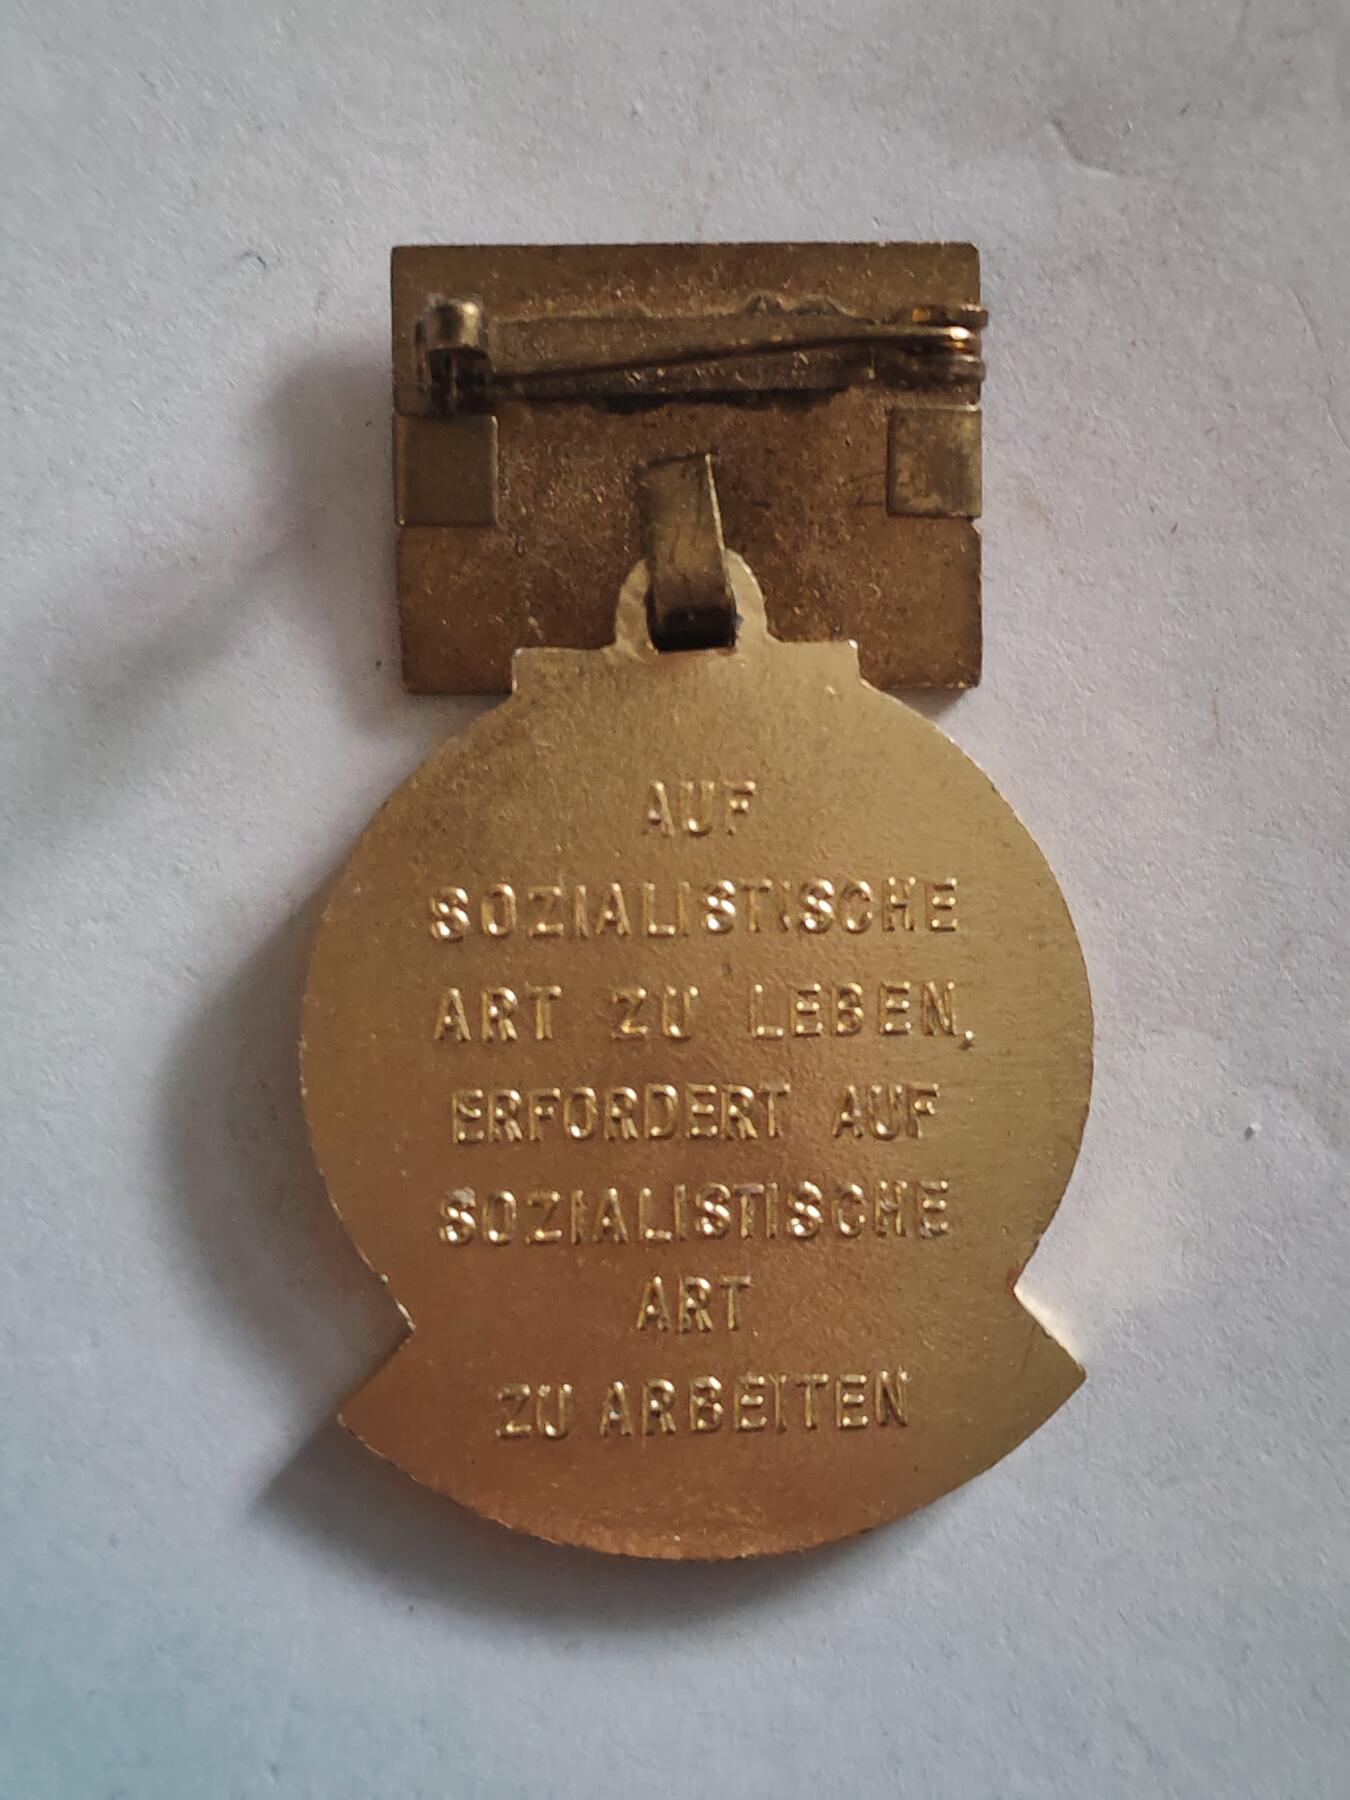 AUF
SOZIALISTISCHE
ART ZU LEBEN,
ERFORDERT AUF
SOZIALISTISCHE
ART
ZU ARBEITEN